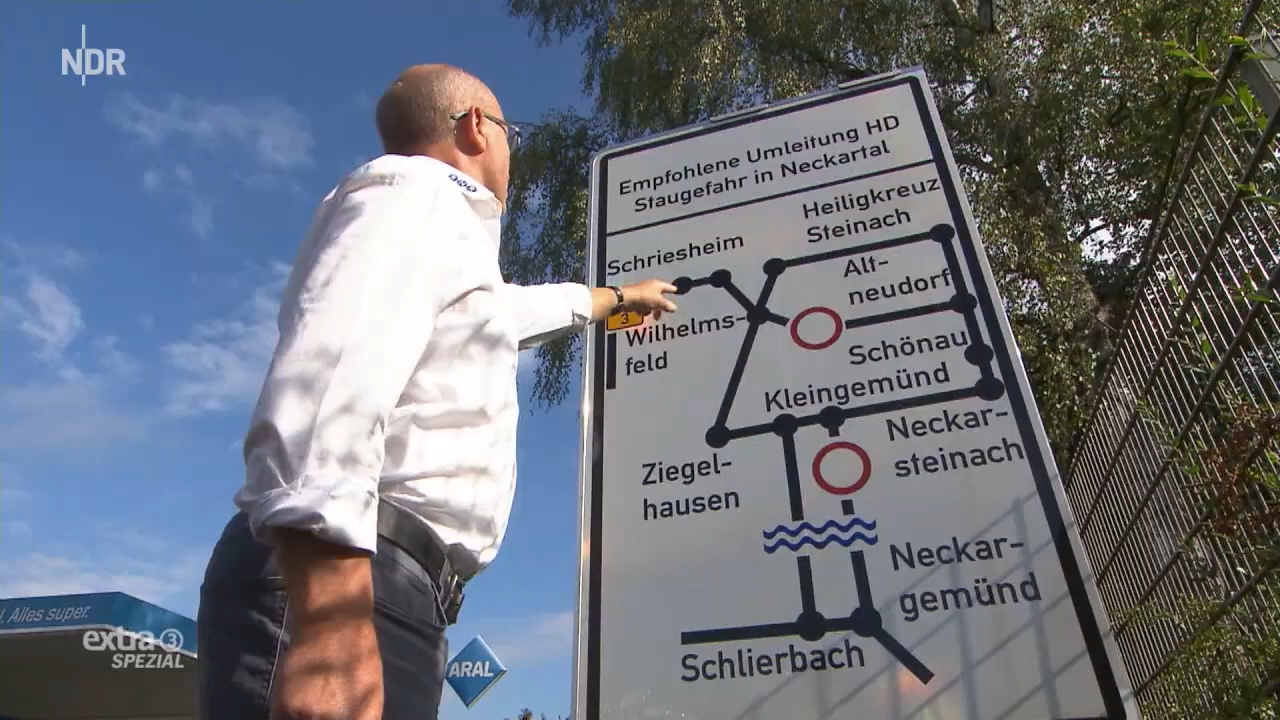 NDR
Empfohlene Umleitung HD
Staugefahr in Neckartal
Heiligkreuz
Steinach
Schriesheim
Alt-
neudorf
3
Wilhelms-
feld
Schönau
Kleingemünd
Neckar-
steinach
Ziegel-
hausen
Neckar-
gemünd
Schlierbach
. Alles super.
extra 3
SPEZIAL
ARAL